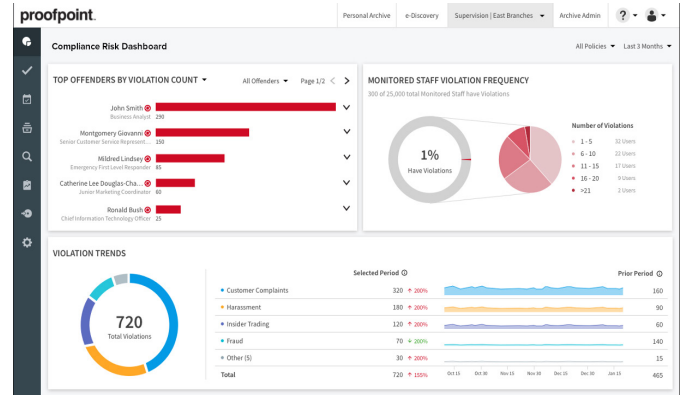 proofpoint.
Personal Archive e-Discovery Supervision | East Branches Archive Admin ?
Compliance Risk Dashboard All Policies Last 3 Months
TOP OFFENDERS BY VIOLATION COUNT All Offenders Page 1/2
John Smith
Business Analyst 290
Montgomery Giovanni
Senior Customer Service Represent... 150
Mildred Lindsey
Emergency First Level Responder 85
Catherine Lee Douglas-Cha...
Junior Marketing Coordinator 60
Ronald Bush
Chief Information Technology Officer 25
MONITORED STAFF VIOLATION FREQUENCY
300 of 25,000 total Monitored Staff have Violations
1%
Have Violations
Number of Violations
1 - 5 32 Users
6 - 10 23 Users
11 - 15 17 Users
16 - 20 9 Users
>21 2 Users
VIOLATION TRENDS
720
Total Violations
Selected Period Prior Period
Customer Complaints 320 ↑ 200% 160
Harassment 180 ↑ 200% 90
Insider Trading 120 ↑ 200% 60
Fraud 70 ↓ 200% 140
Other (5) 30 ↑ 200% 15
Total 720 ↑ 155% Oct 15 Oct 30 Nov 15 Nov 30 Dec 15 Dec 30 Jan 15 465